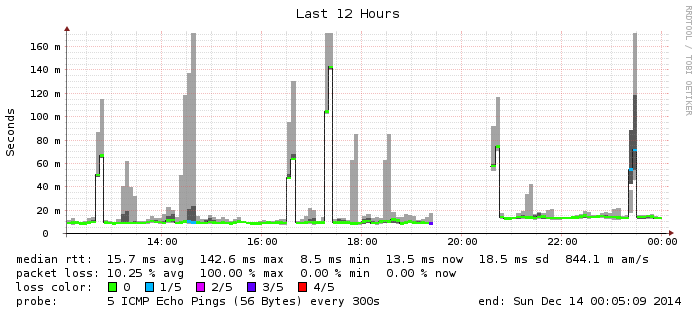 Last 12 Hours
RRDTOOL / TOBI OETIKER
Seconds
160 m
140 m
120 m
100 m
80 m
60 m
40 m
20 m
0
14:00 16:00 18:00 20:00 22:00 00:00
median rtt: 15.7 ms avg 142.6 ms max 8.5 ms min 13.5 ms now 18.5 ms sd 844.1 m am/s
packet loss: 10.25 % avg 100.00 % max 0.00 % min 0.00 % now
loss color: 0 1/5 2/5 3/5 4/5
probe: 5 ICMP Echo Pings (56 Bytes) every 300s end: Sun Dec 14 00:05:09 2014